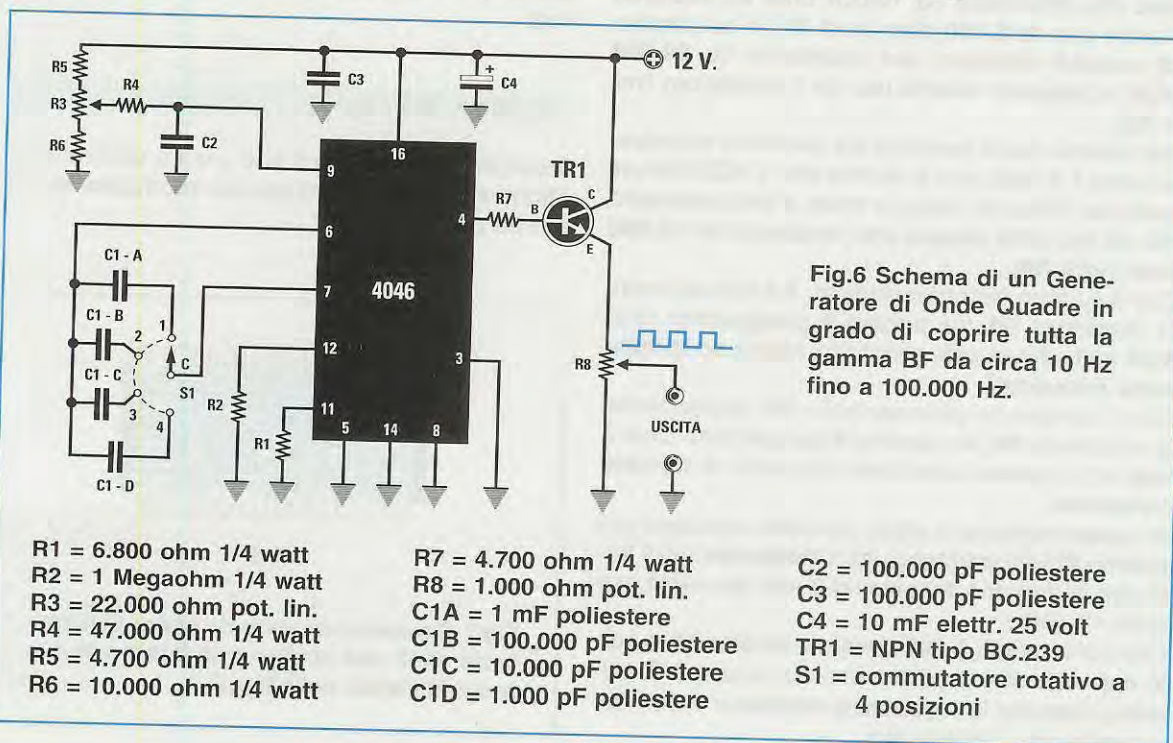 R5
R3
R4
R6
C2
C3
+
C4
12 V.
9
16
6
7
4046
12
11
5
14
8
3
4
R7
B
TR1
C
E
C1 - A
C1 - B
C1 - C
C1 - D
1
2
3
4
C
S1
R2
R1
R8
USCITA
Fig.6 Schema di un Gene-
ratore di Onde Quadre in
grado di coprire tutta la
gamma BF da circa 10 Hz
fino a 100.000 Hz.
R1 = 6.800 ohm 1/4 watt
R2 = 1 Megaohm 1/4 watt
R3 = 22.000 ohm pot. lin.
R4 = 47.000 ohm 1/4 watt
R5 = 4.700 ohm 1/4 watt
R6 = 10.000 ohm 1/4 watt
R7 = 4.700 ohm 1/4 watt
R8 = 1.000 ohm pot. lin.
C1A = 1 mF poliestere
C1B = 100.000 pF poliestere
C1C = 10.000 pF poliestere
C1D = 1.000 pF poliestere
C2 = 100.000 pF poliestere
C3 = 100.000 pF poliestere
C4 = 10 mF elettr. 25 volt
TR1 = NPN tipo BC.239
S1 = commutatore rotativo a
4 posizioni